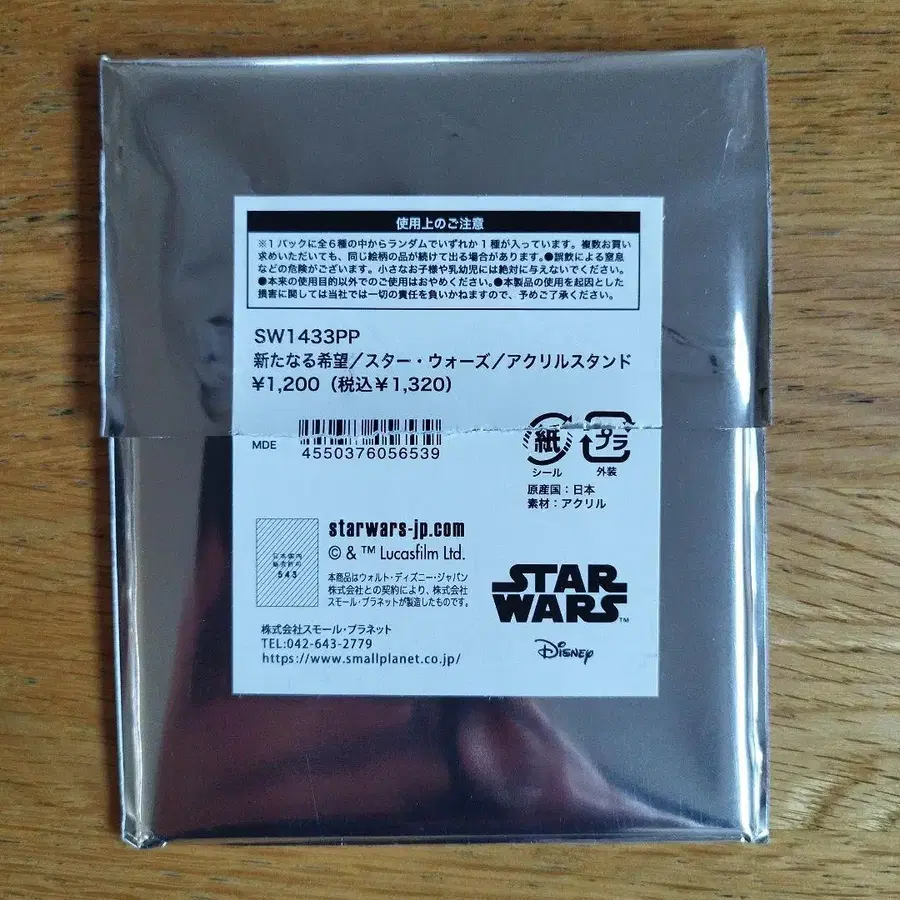 使用上のご注意
※1パックに全6種の中からランダムでいずれか1種が入っています。複数お買い
求めいただいても、同じ絵柄の品が続けて出る場合があります。●誤飲による窒息
などの危険がございます。小さなお子様や乳幼児には絶対に与えないでください。
●本来の使用目的以外でのご使用はおやめください。●本製品の使用を起因とした
損害に関しては当社では一切の責任を負いかねますので、予めご了承ください。
SW1433PP
新たなる希望/スター・ウォーズ/アクリルスタンド
¥1,200(税込¥1,320)
MDE
4550376056539
紙
シール
プラ
外装
原産国:日本
素材:アクリル
日本国内
販売許可
543
starwars-jp.com
© & ™ Lucasfilm Ltd.
本商品はウォルト・ディズニー・ジャパン
株式会社との契約により、株式会社
スモール・プラネットが製造したものです。
STAR
WARS™
Disney
株式会社スモール・プラネット
TEL:042-643-2779
https://www.smallplanet.co.jp/